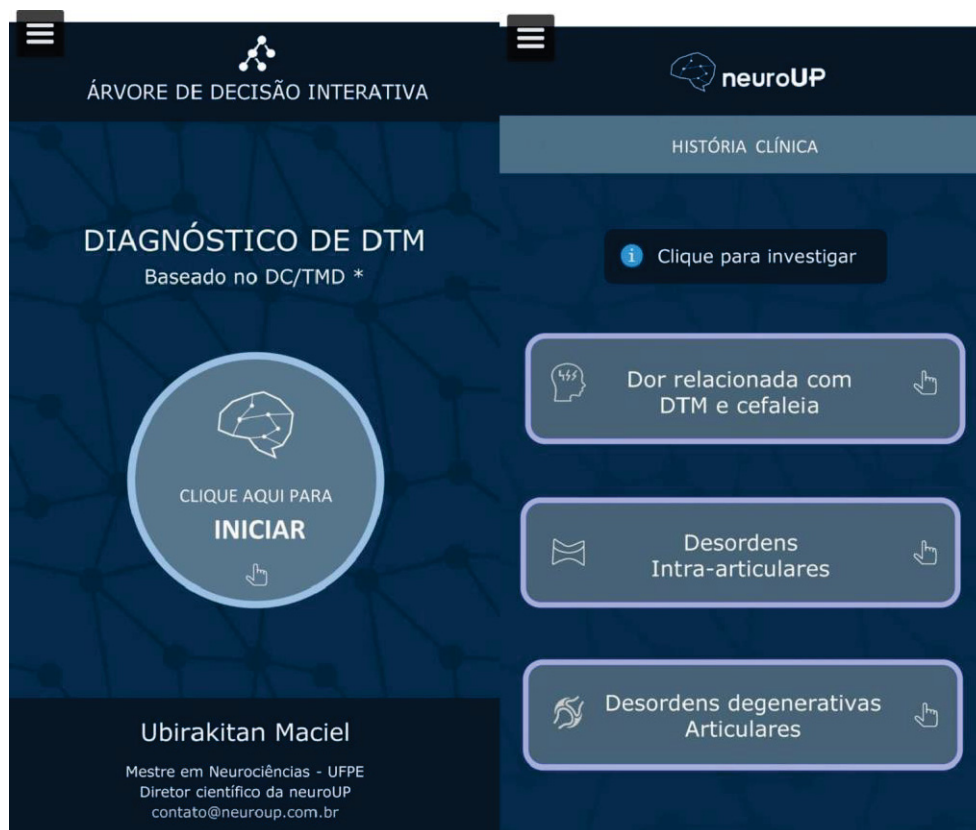 ÁRVORE DE DECISÃO INTERATIVA
DIAGNÓSTICO DE DTM
Baseado no DC/TMD *
CLIQUE AQUI PARA
INICIAR
Ubirakitan Maciel
Mestre em Neurociências - UFPE
Diretor científico da neuroUP
contato@neuroup.com.br
neuroUP
HISTÓRIA CLÍNICA
i Clique para investigar
Dor relacionada com
DTM e cefaleia
Desordens
Intra-articulares
Desordens degenerativas
Articulares